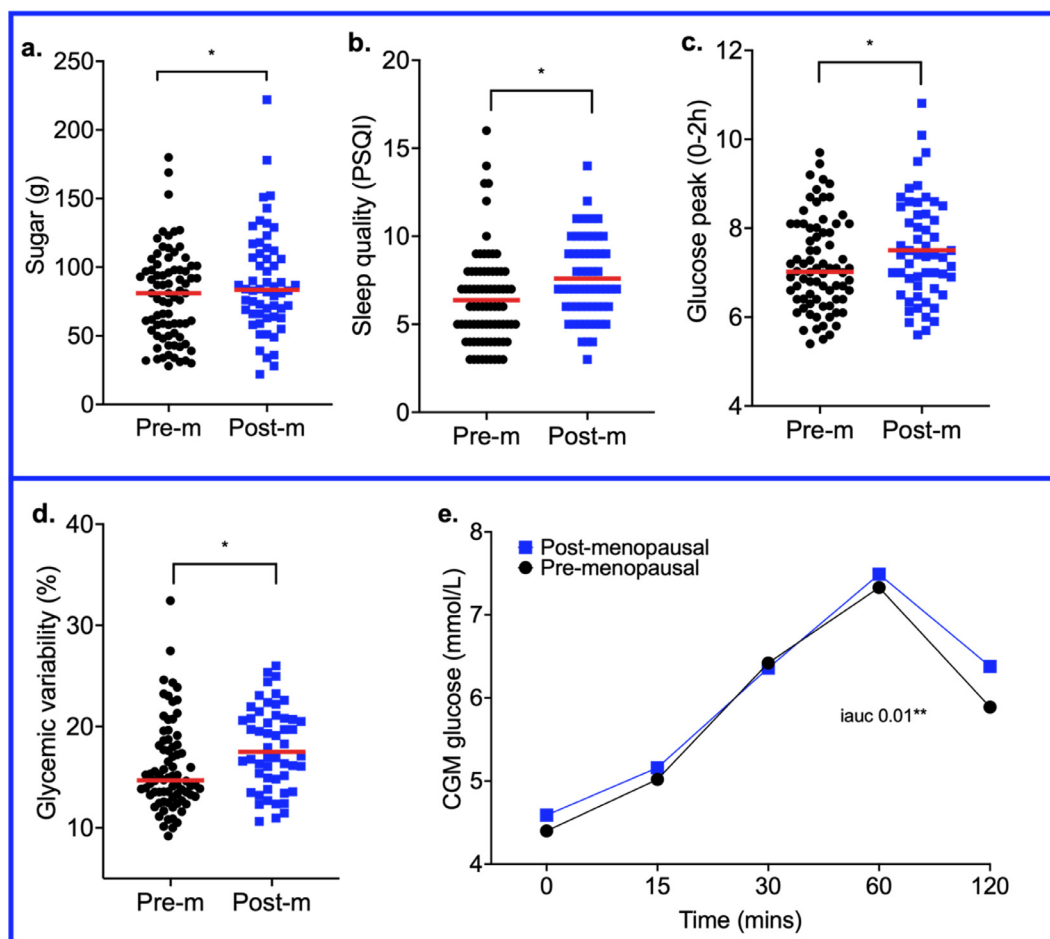 a.
*
Sugar (g)
250
200
150
100
50
0
Pre-m Post-m
b.
*
Sleep quality (PSQI)
20
15
10
5
0
Pre-m Post-m
c.
*
Glucose peak (0-2h)
12
10
8
6
4
Pre-m Post-m
d.
*
Glycemic variability (%)
40
30
20
10
Pre-m Post-m
e.
CGM glucose (mmol/L)
8
7
6
5
4
Post-menopausal
Pre-menopausal
iauc 0.01**
0 15 30 60 120
Time (mins)